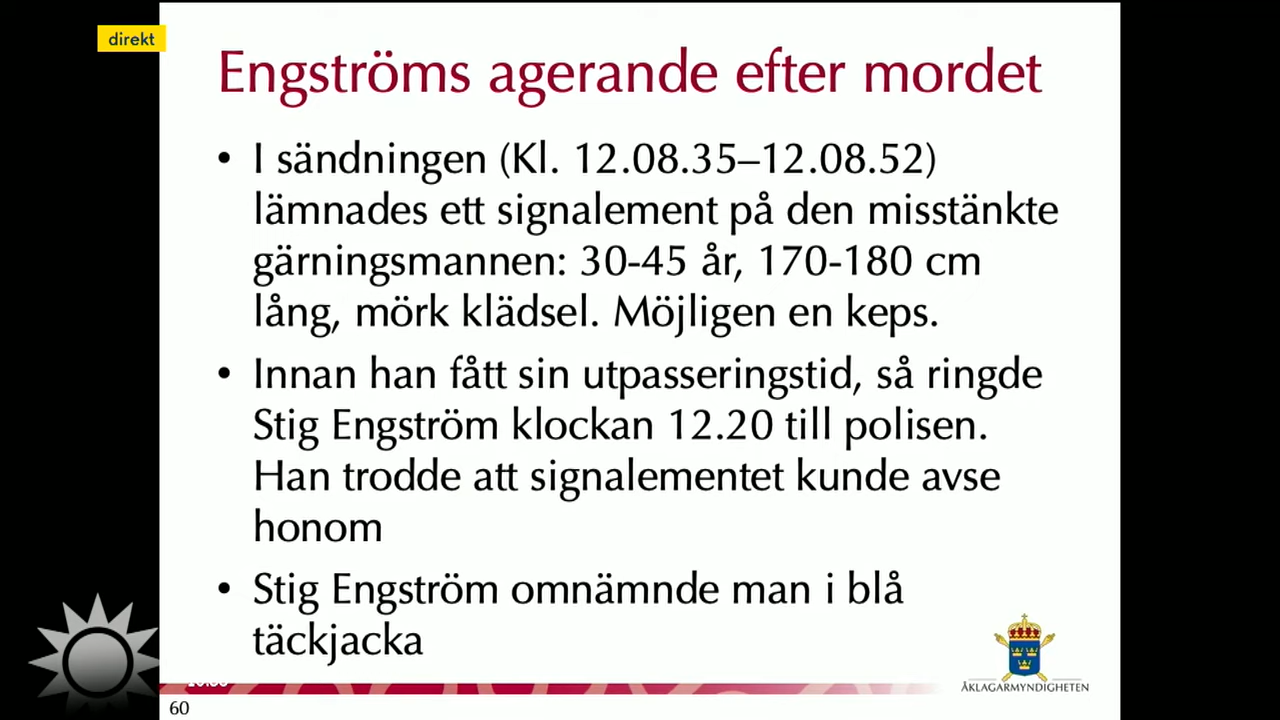 direkt
Engströms agerande efter mordet
• I sändningen (Kl. 12.08.35–12.08.52)
lämnades ett signalement på den misstänkte
gärningsmannen: 30-45 år, 170-180 cm
lång, mörk klädsel. Möjligen en keps.
• Innan han fått sin utpasseringstid, så ringde
Stig Engström klockan 12.20 till polisen.
Han trodde att signalementet kunde avse
honom
• Stig Engström omnämnde man i blå
täckjacka
ÅKLAGARMYNDIGHETEN
60